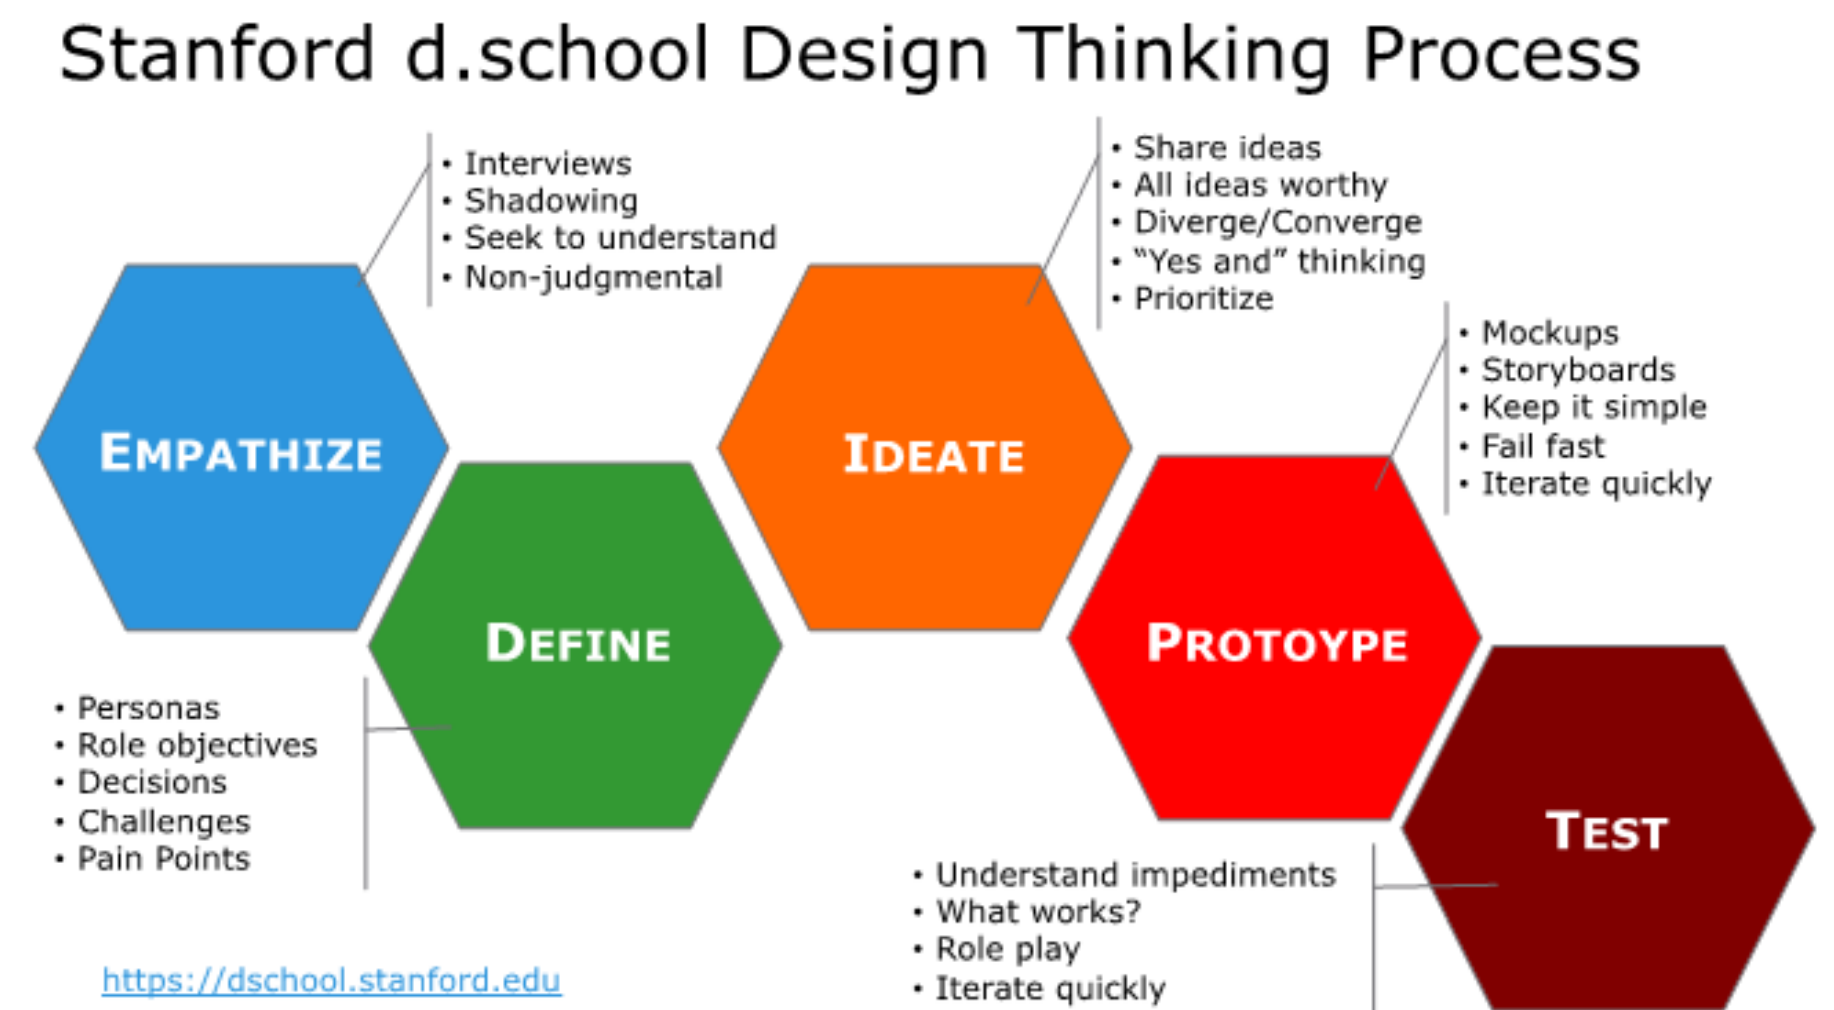 Stanford d.school Design Thinking Process
• Interviews
• Shadowing
• Seek to understand
• Non-judgmental
EMPATHIZE
• Personas
• Role objectives
• Decisions
• Challenges
• Pain Points
DEFINE
• Share ideas
• All ideas worthy
• Diverge/Converge
• “Yes and” thinking
• Prioritize
IDEATE
• Mockups
• Storyboards
• Keep it simple
• Fail fast
• Iterate quickly
PROTOYPE
• Understand impediments
• What works?
• Role play
• Iterate quickly
TEST
https://dschool.stanford.edu